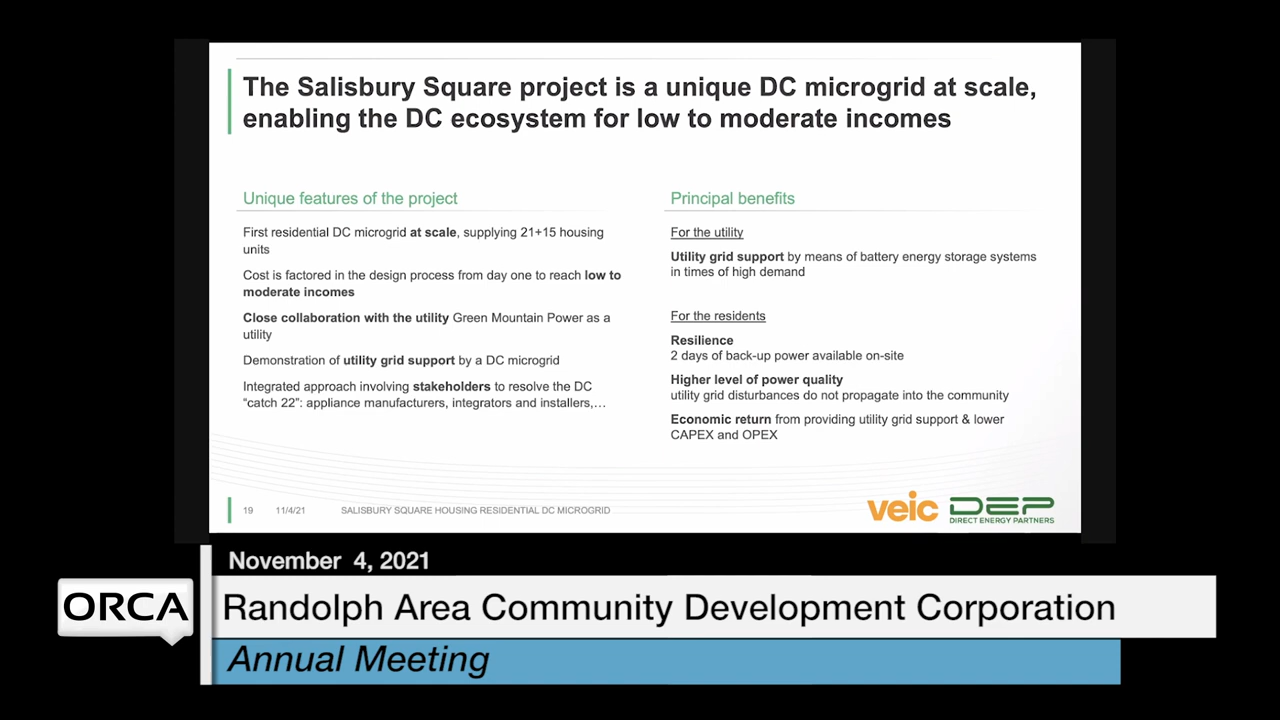 The Salisbury Square project is a unique DC microgrid at scale,
enabling the DC ecosystem for low to moderate incomes
Unique features of the project
First residential DC microgrid at scale, supplying 21+15 housing
units
Cost is factored in the design process from day one to reach low to
moderate incomes
Close collaboration with the utility Green Mountain Power as a
utility
Demonstration of utility grid support by a DC microgrid
Integrated approach involving stakeholders to resolve the DC
“catch 22”: appliance manufacturers, integrators and installers,…
Principal benefits
For the utility
Utility grid support by means of battery energy storage systems
in times of high demand
For the residents
Resilience
2 days of back-up power available on-site
Higher level of power quality
utility grid disturbances do not propagate into the community
Economic return from providing utility grid support & lower
CAPEX and OPEX
19 11/4/21 SALISBURY SQUARE HOUSING RESIDENTIAL DC MICROGRID
veic DEP
DIRECT ENERGY PARTNERS
November 4, 2021
ORCA
Randolph Area Community Development Corporation
Annual Meeting